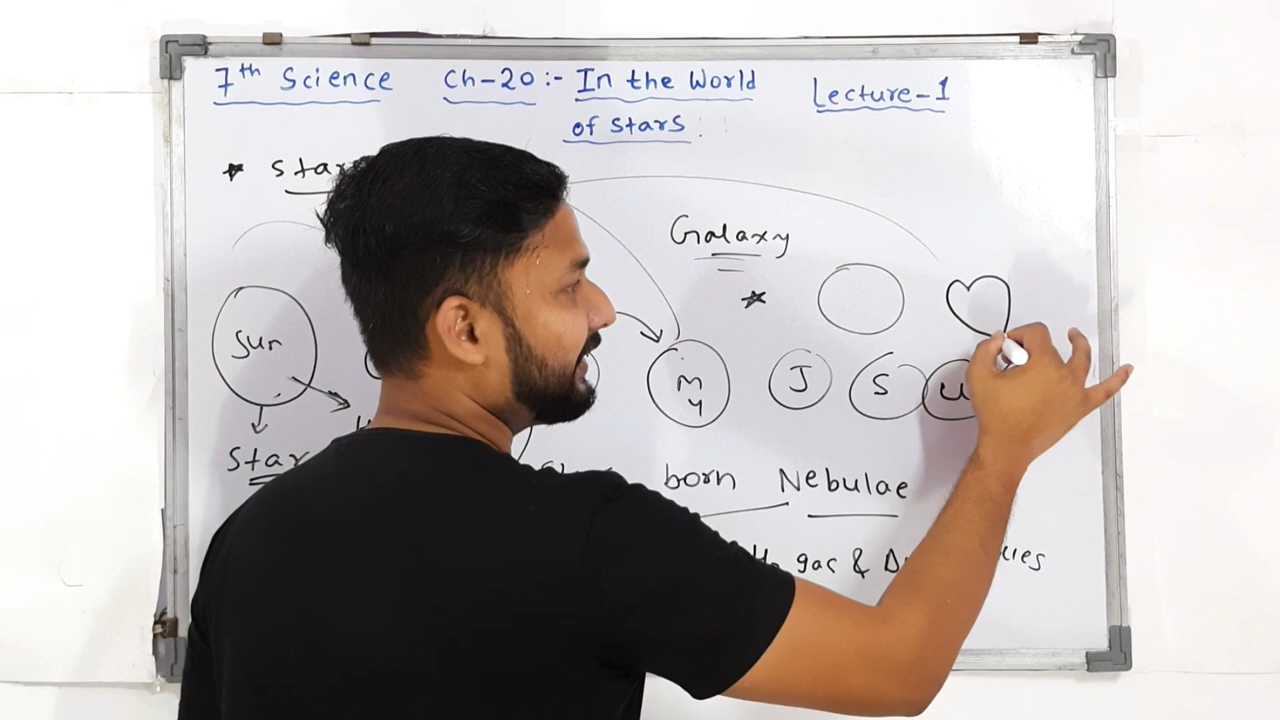 7th Science Ch-20:- In the World Lecture-1
of Stars
* Star
Galaxy
Sun
M
y
J S U
Star
born Nebulae
gas &